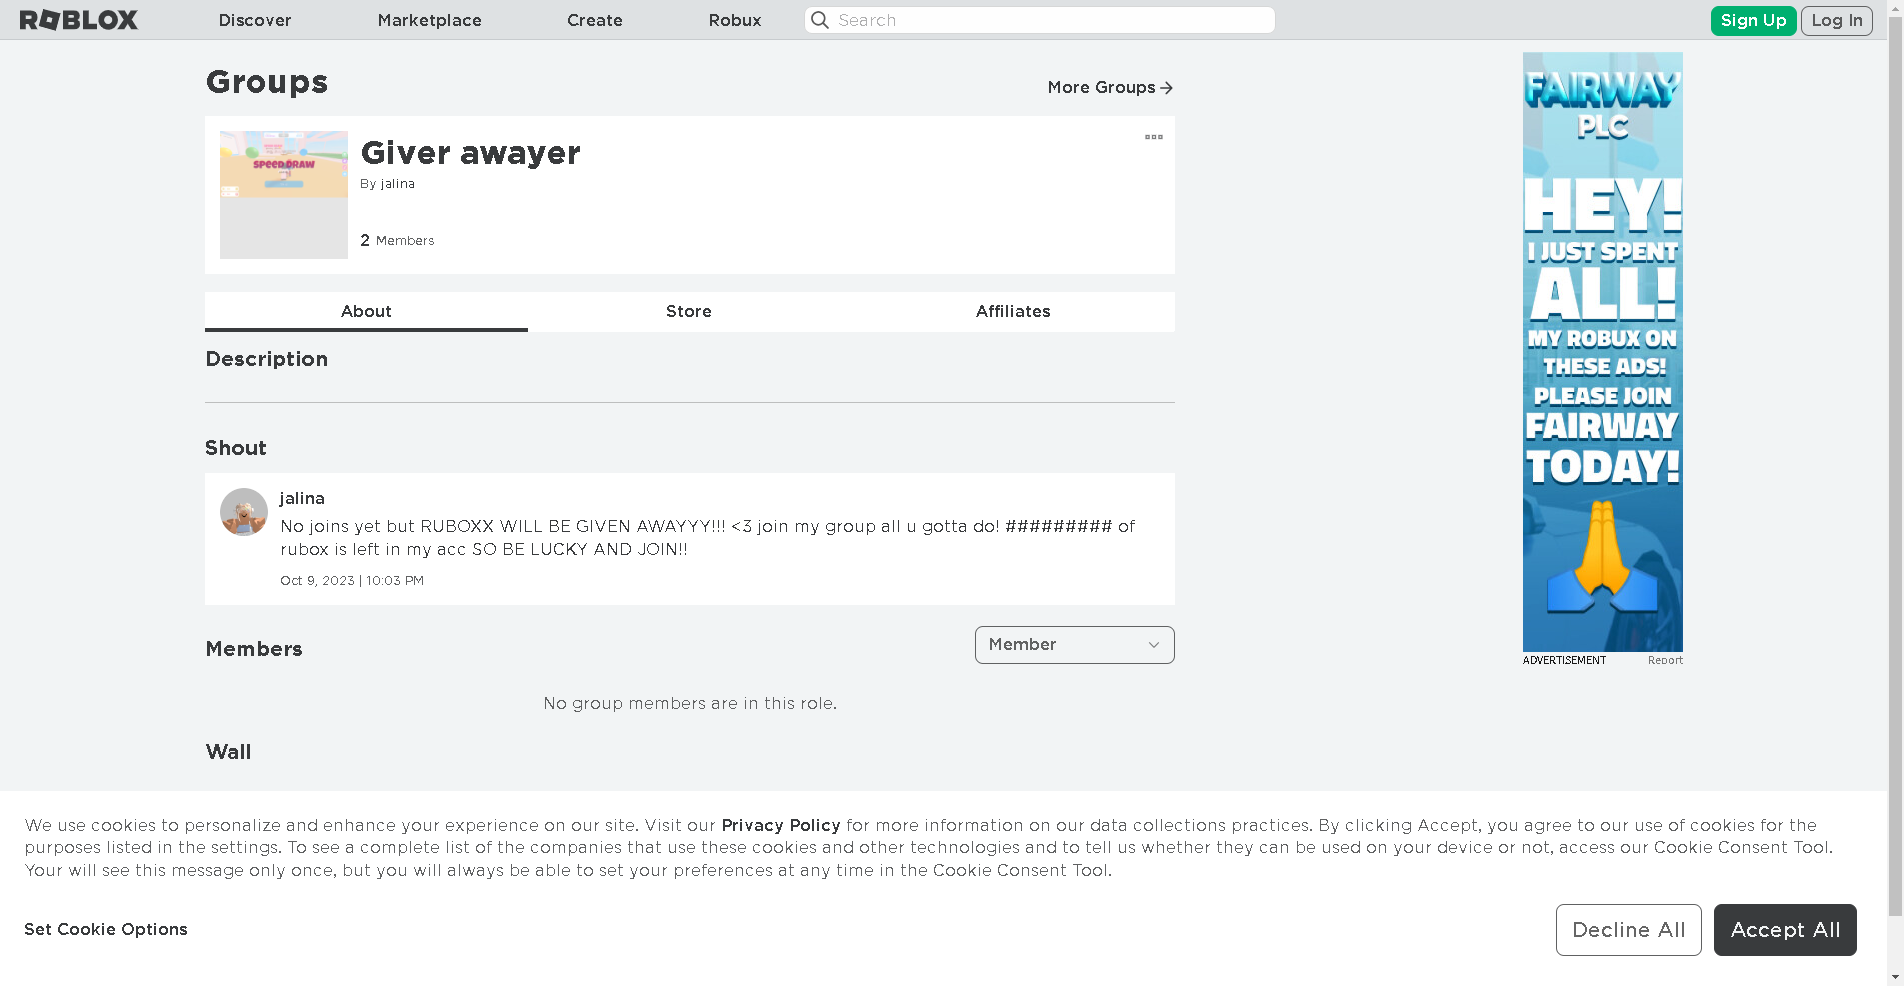 ROBLOX
Discover
Marketplace
Create
Robux
Search
Sign Up
Log In
Groups
More Groups
SPEED DRAW
Giver awayer
By jalina
2 Members
About
Store
Affiliates
Description
Shout
jalina
No joins yet but RUBOXX WILL BE GIVEN AWAYYY!!! <3 join my group all u gotta do! ######### of
rubox is left in my acc SO BE LUCKY AND JOIN!!
Oct 9, 2023 | 10:03 PM
Members
Member
No group members are in this role.
Wall
FAIRWAY
PLC
HEY!
I JUST SPENT
ALL!
MY ROBUX ON
THESE ADS!
PLEASE JOIN
FAIRWAY
TODAY!
ADVERTISEMENT
Report
We use cookies to personalize and enhance your experience on our site. Visit our Privacy Policy for more information on our data collections practices. By clicking Accept, you agree to our use of cookies for the
purposes listed in the settings. To see a complete list of the companies that use these cookies and other technologies and to tell us whether they can be used on your device or not, access our Cookie Consent Tool.
Your will see this message only once, but you will always be able to set your preferences at any time in the Cookie Consent Tool.
Set Cookie Options
Decline All
Accept All